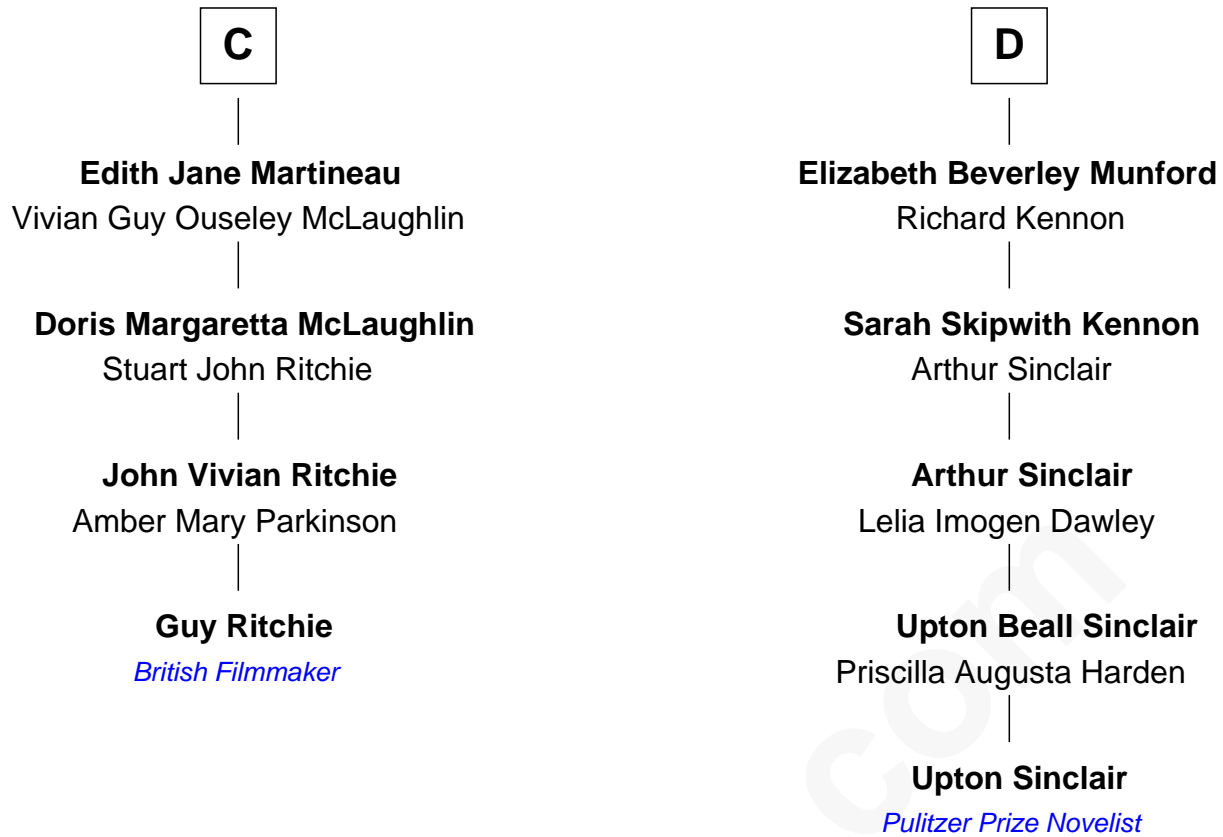 C
Edith Jane Martineau
Vivian Guy Ouseley McLaughlin
Doris Margaretta McLaughlin
Stuart John Ritchie
John Vivian Ritchie
Amber Mary Parkinson
Guy Ritchie
British Filmmaker
D
Elizabeth Beverley Munford
Richard Kennon
Sarah Skipwith Kennon
Arthur Sinclair
Arthur Sinclair
Lelia Imogen Dawley
Upton Beall Sinclair
Priscilla Augusta Harden
Upton Sinclair
Pulitzer Prize Novelist
com